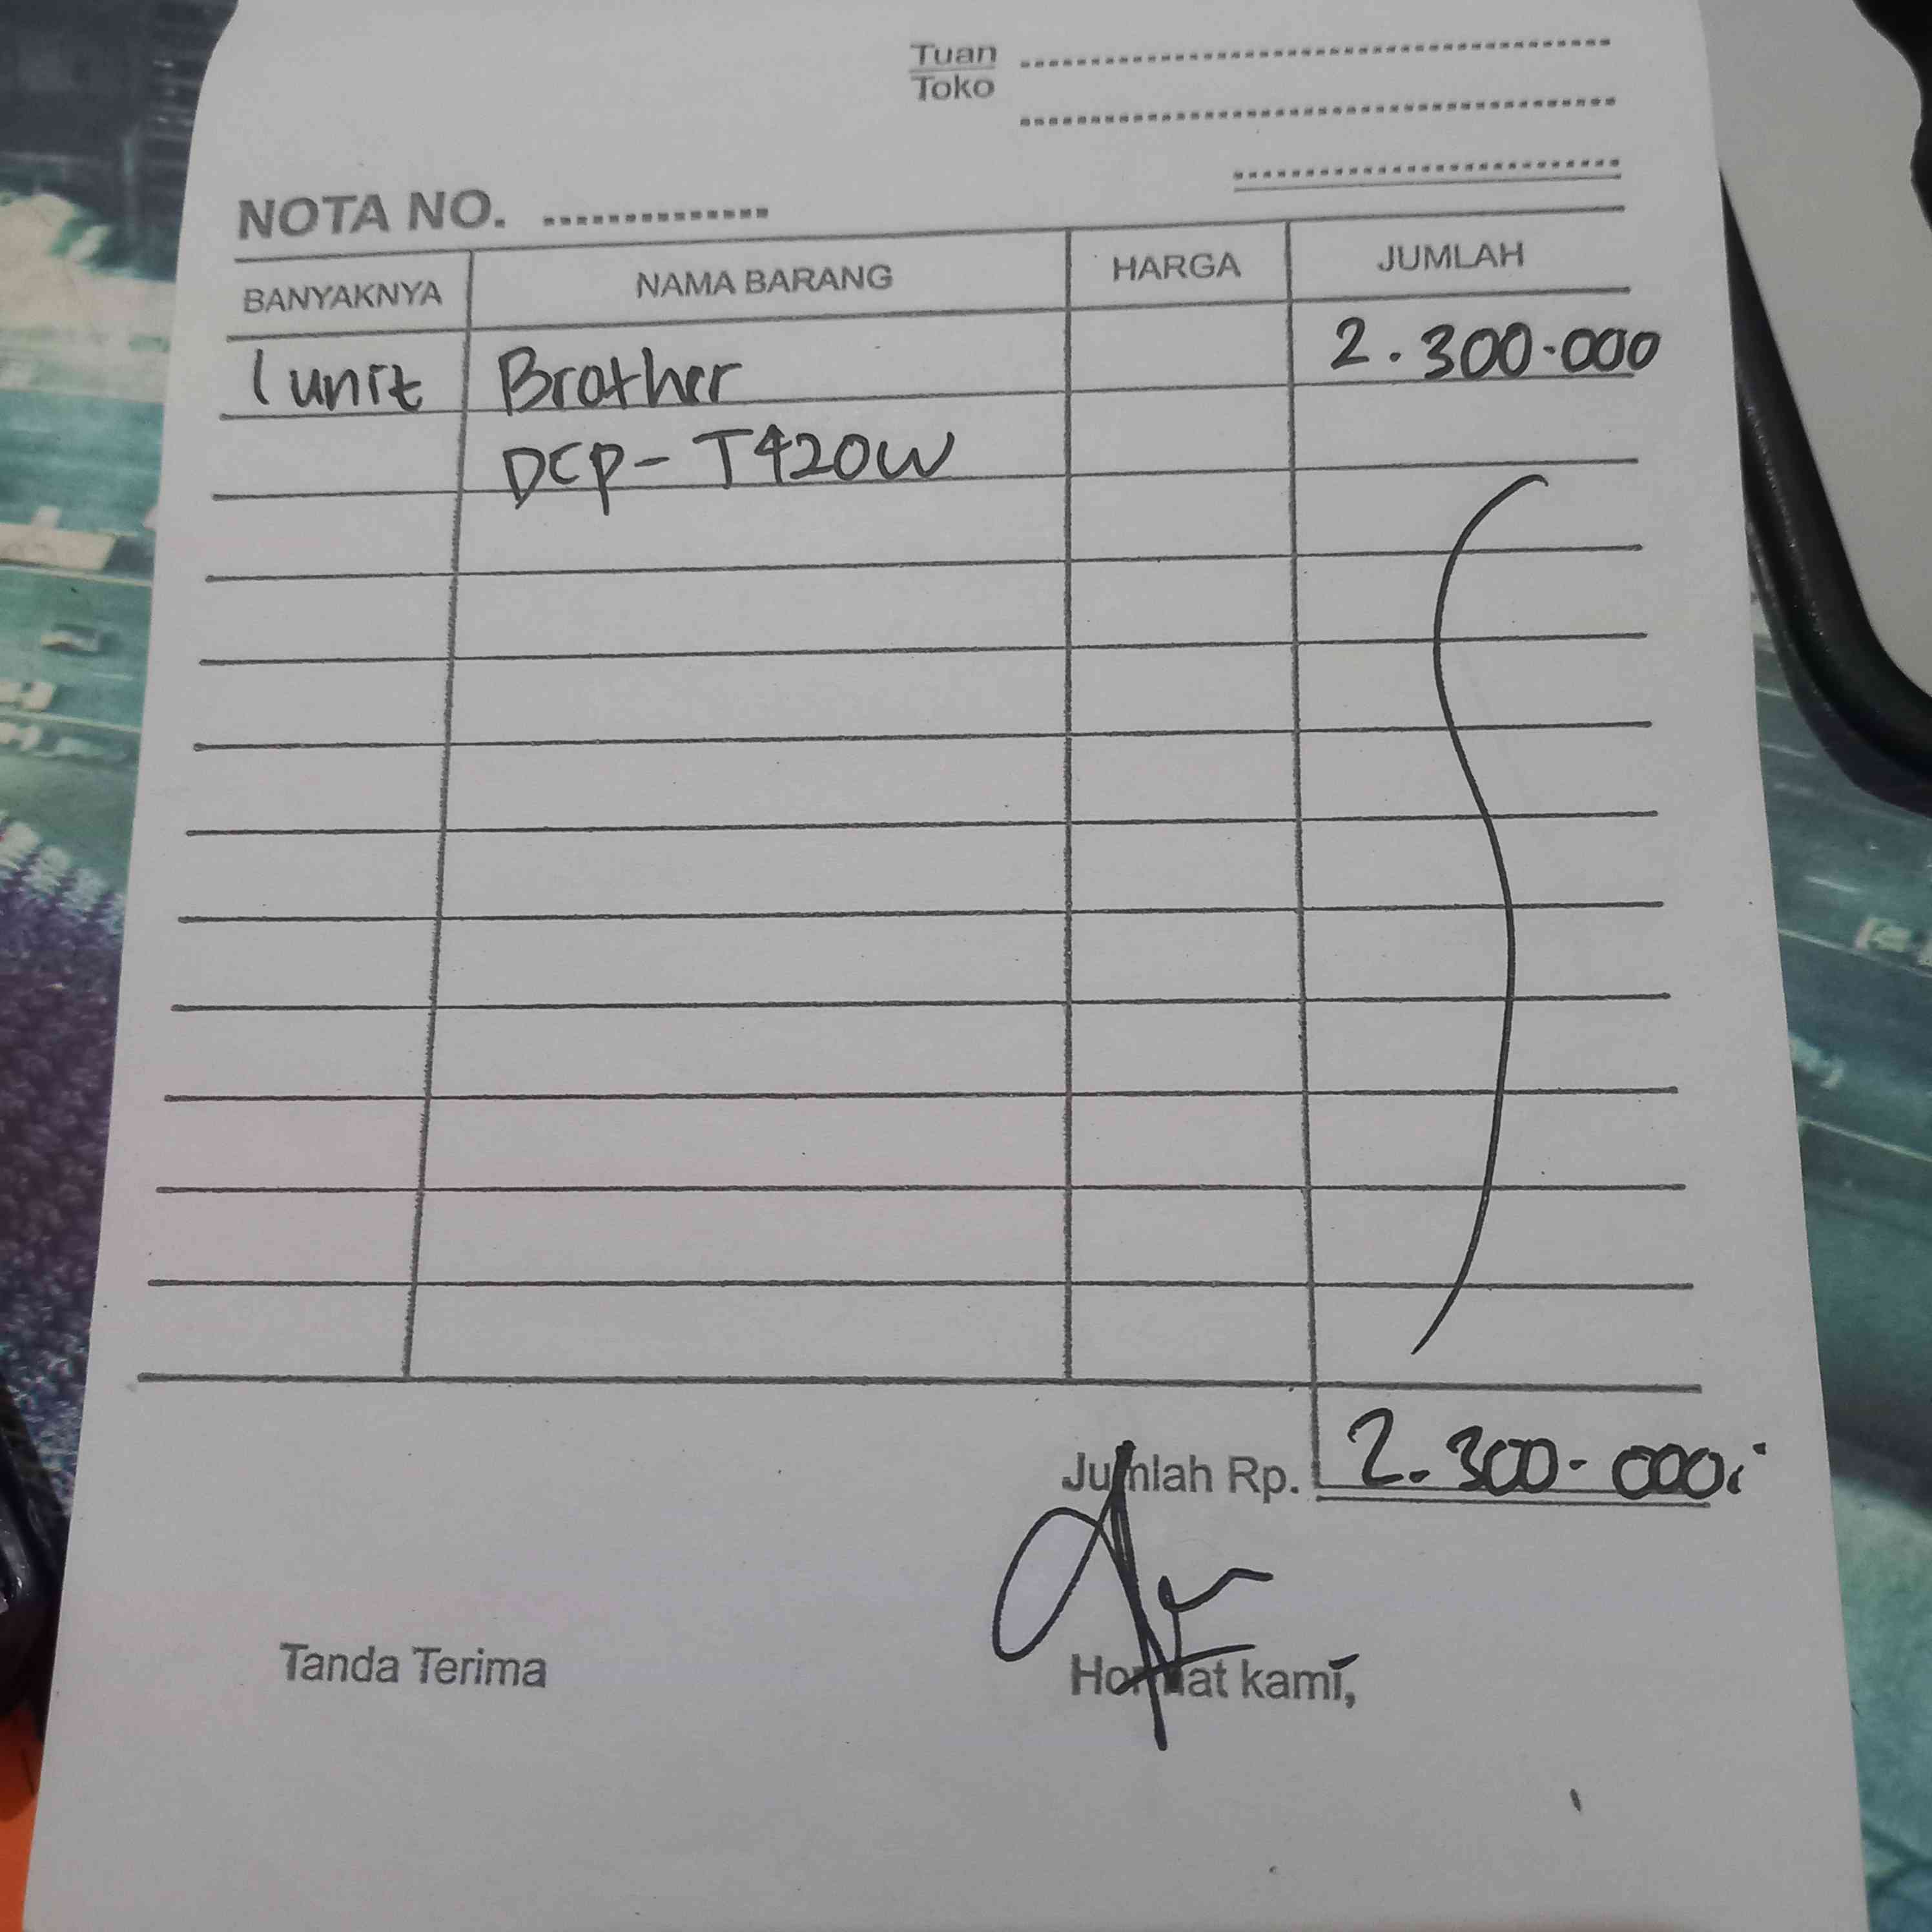 Tuan
Toko
NOTA NO.
BANYAKNYA NAMA BARANG HARGA JUMLAH
1 unit Brother 2.300.000
DCP-T420W
Jumlah Rp. 2.300.000,-
Tanda Terima Hormat kami,